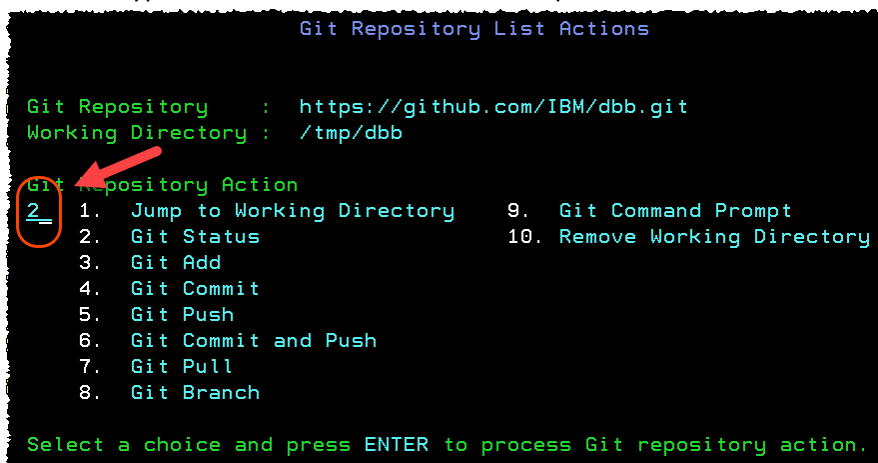 Git Repository List Actions
Git Repository    :  https://github.com/IBM/dbb.git
Working Directory :  /tmp/dbb
Git Repository Action
2_  1.  Jump to Working Directory    9.  Git Command Prompt
2.  Git Status    10. Remove Working Directory
3.  Git Add
4.  Git Commit
5.  Git Push
6.  Git Commit and Push
7.  Git Pull
8.  Git Branch
Select a choice and press ENTER to process Git repository action.